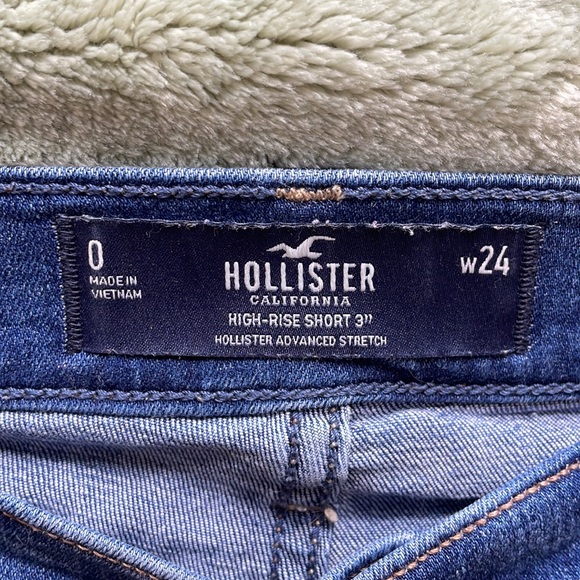 0
MADE IN
VIETNAM
HOLLISTER
CALIFORNIA
HIGH-RISE SHORT 3"
HOLLISTER ADVANCED STRETCH
W24